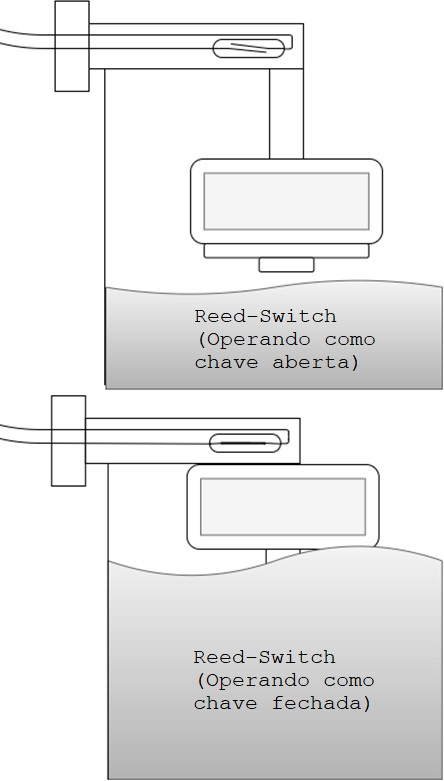 Reed-Switch
(Operando como
chave aberta)
Reed-Switch
(Operando como
chave fechada)